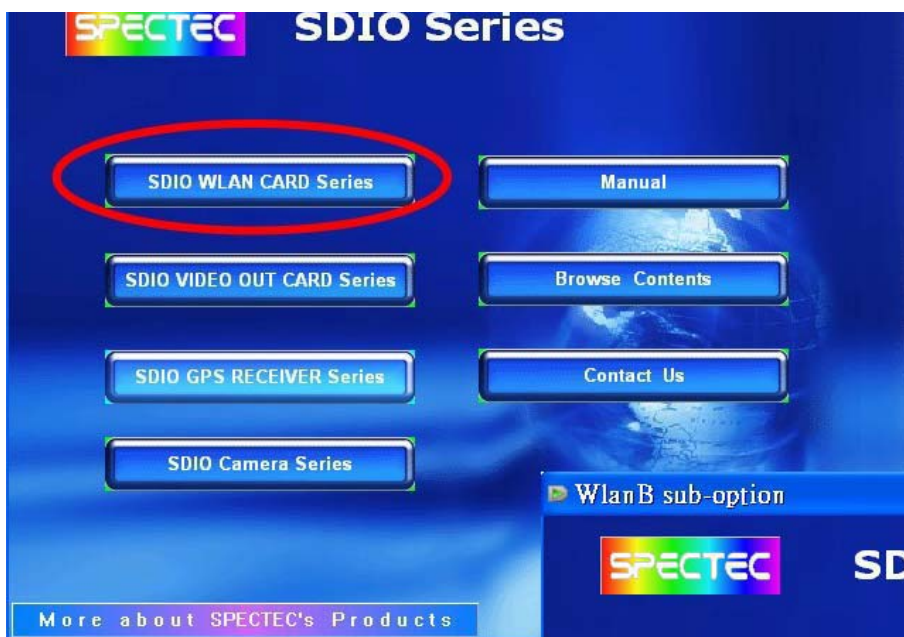 SPECTEC SDIO Series
SDIO WLAN CARD Series
Manual
SDIO VIDEO OUT CARD Series
Browse Contents
SDIO GPS RECEIVER Series
Contact Us
SDIO Camera Series
WlanB sub-option
SPECTEC SD
More about SPECTEC's Products